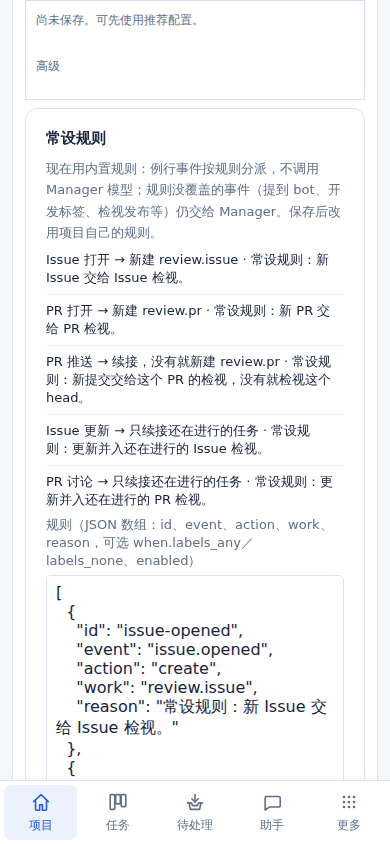 尚未保存。可先使用推荐配置。
高级
常设规则
现在用内置规则：例行事件按规则分派，不调用
Manager 模型；规则没覆盖的事件（提到 bot、开
发标签、检视发布等）仍交给 Manager。保存后改
用项目自己的规则。
Issue 打开 → 新建 review.issue · 常设规则：新
Issue 交给 Issue 检视。
PR 打开 → 新建 review.pr · 常设规则：新 PR 交
给 PR 检视。
PR 推送 → 续接，没有就新建 review.pr · 常设规
则：新提交交给这个 PR 的检视，没有就检视这个
head。
Issue 更新 → 只续接还在进行的任务 · 常设规
则：更新并入还在进行的 Issue 检视。
PR 讨论 → 只续接还在进行的任务 · 常设规则：更
新并入还在进行的 PR 检视。
规则（JSON 数组：id、event、action、work、
reason，可选 when.labels_any／
labels_none、enabled）
[
  {
    "id": "issue-opened",
    "event": "issue.opened",
    "action": "create",
    "work": "review.issue",
    "reason": "常设规则：新 Issue 交
给 Issue 检视。"
  },
  {
项目
任务
待处理
助手
更多